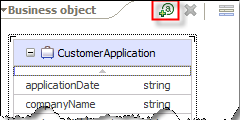 Business object
CustomerApplication
applicationDate string
companyName string